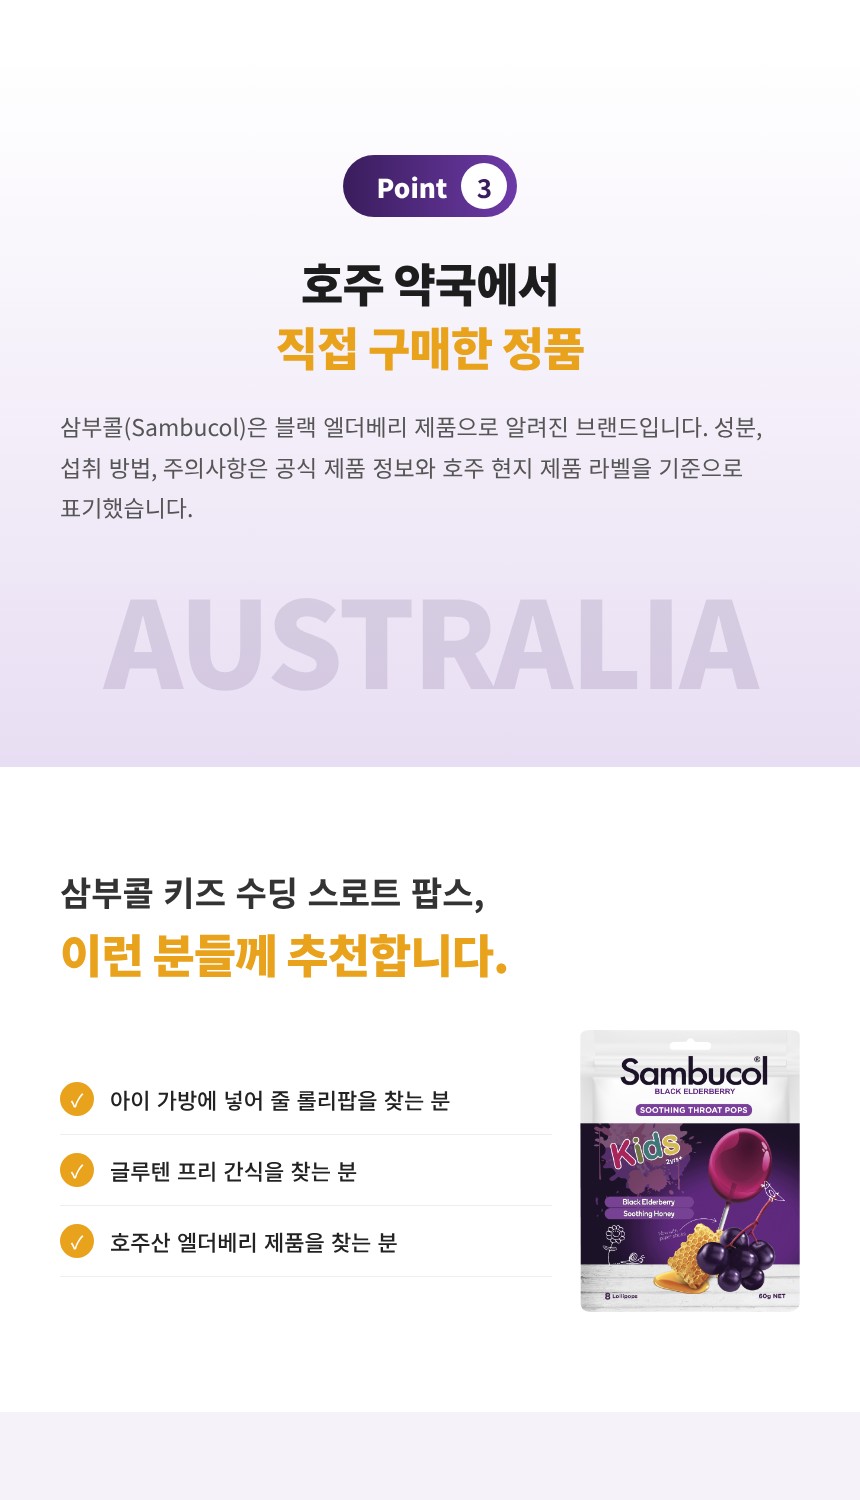 Point 3
호주 약국에서
직접 구매한 정품
삼부콜(Sambucol)은 블랙 엘더베리 제품으로 알려진 브랜드입니다. 성분,
섭취 방법, 주의사항은 공식 제품 정보와 호주 현지 제품 라벨을 기준으로
표기했습니다.
AUSTRALIA
삼부콜 키즈 수딩 스로트 팝스,
이런 분들께 추천합니다.
아이 가방에 넣어 줄 롤리팝을 찾는 분
글루텐 프리 간식을 찾는 분
호주산 엘더베리 제품을 찾는 분
Sambucol®
BLACK ELDERBERRY
SOOTHING THROAT POPS
Kids
2yrs+
Black Elderberry
Soothing Honey
8 Lollipops
60g NET